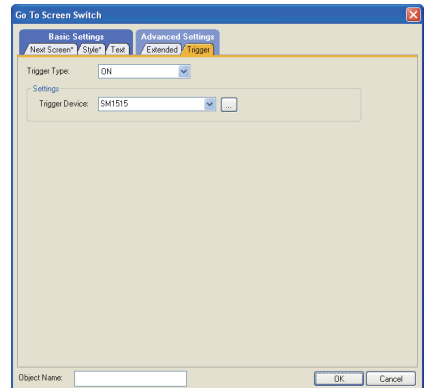 Go To Screen Switch
Basic Settings Advanced Settings
Next Screen* Style* Text Extended Trigger
Trigger Type: ON
Settings
Trigger Device: SM1515 ...
Object Name: OK Cancel